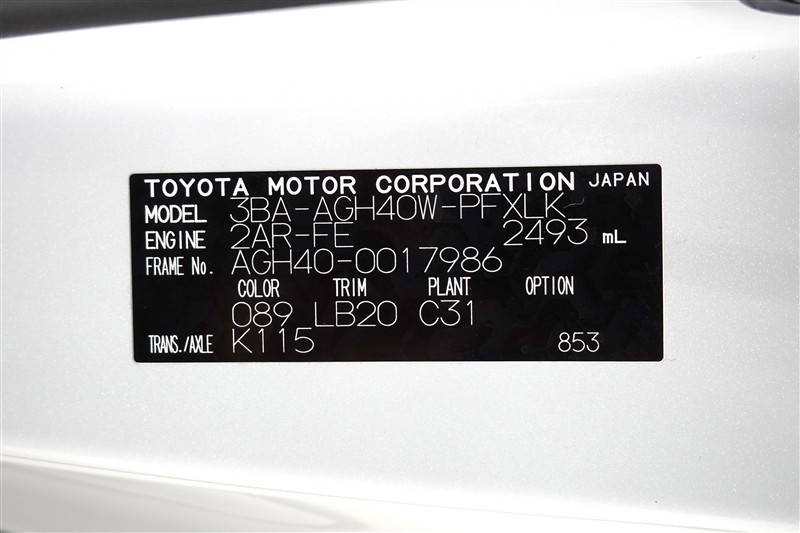 TOYOTA MOTOR CORPORATION JAPAN
MODEL 3BA-AGH40W-PFXLK
ENGINE 2AR-FE 2493 mL
FRAME No. AGH40-0017986
COLOR TRIM PLANT OPTION
089 LB20 C31
TRANS./AXLE K115 853